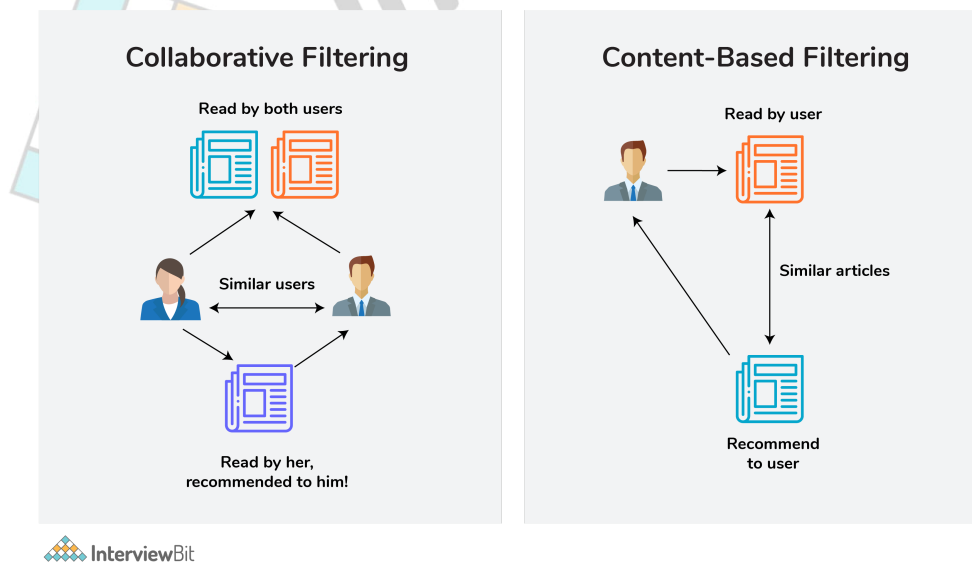 Collaborative Filtering
Read by both users
Similar users
Read by her,
recommended to him!
Content-Based Filtering
Read by user
Similar articles
Recommend
to user
InterviewBit